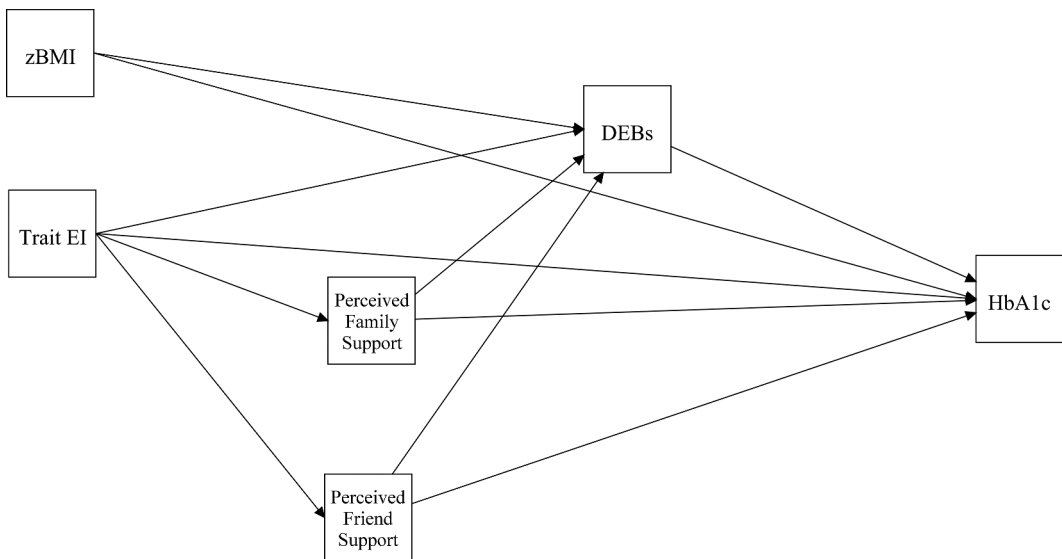 zBMI
DEBs
Trait EI
HbA1c
Perceived
Family
Support
Perceived
Friend
Support